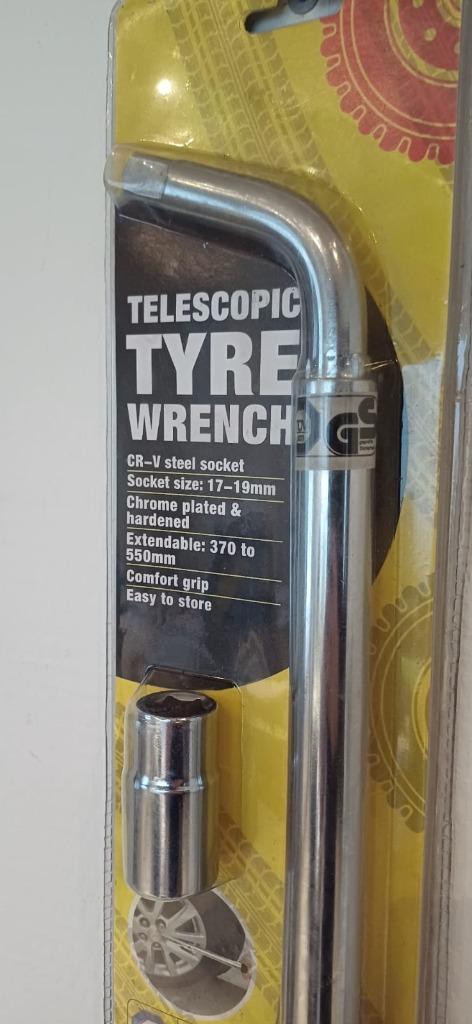 TELESCOPIC
TYRE
WRENCH
CR-V steel socket
Socket size: 17-19mm
Chrome plated &
hardened
Extendable: 370 to
550mm
Comfort grip
Easy to store
GS